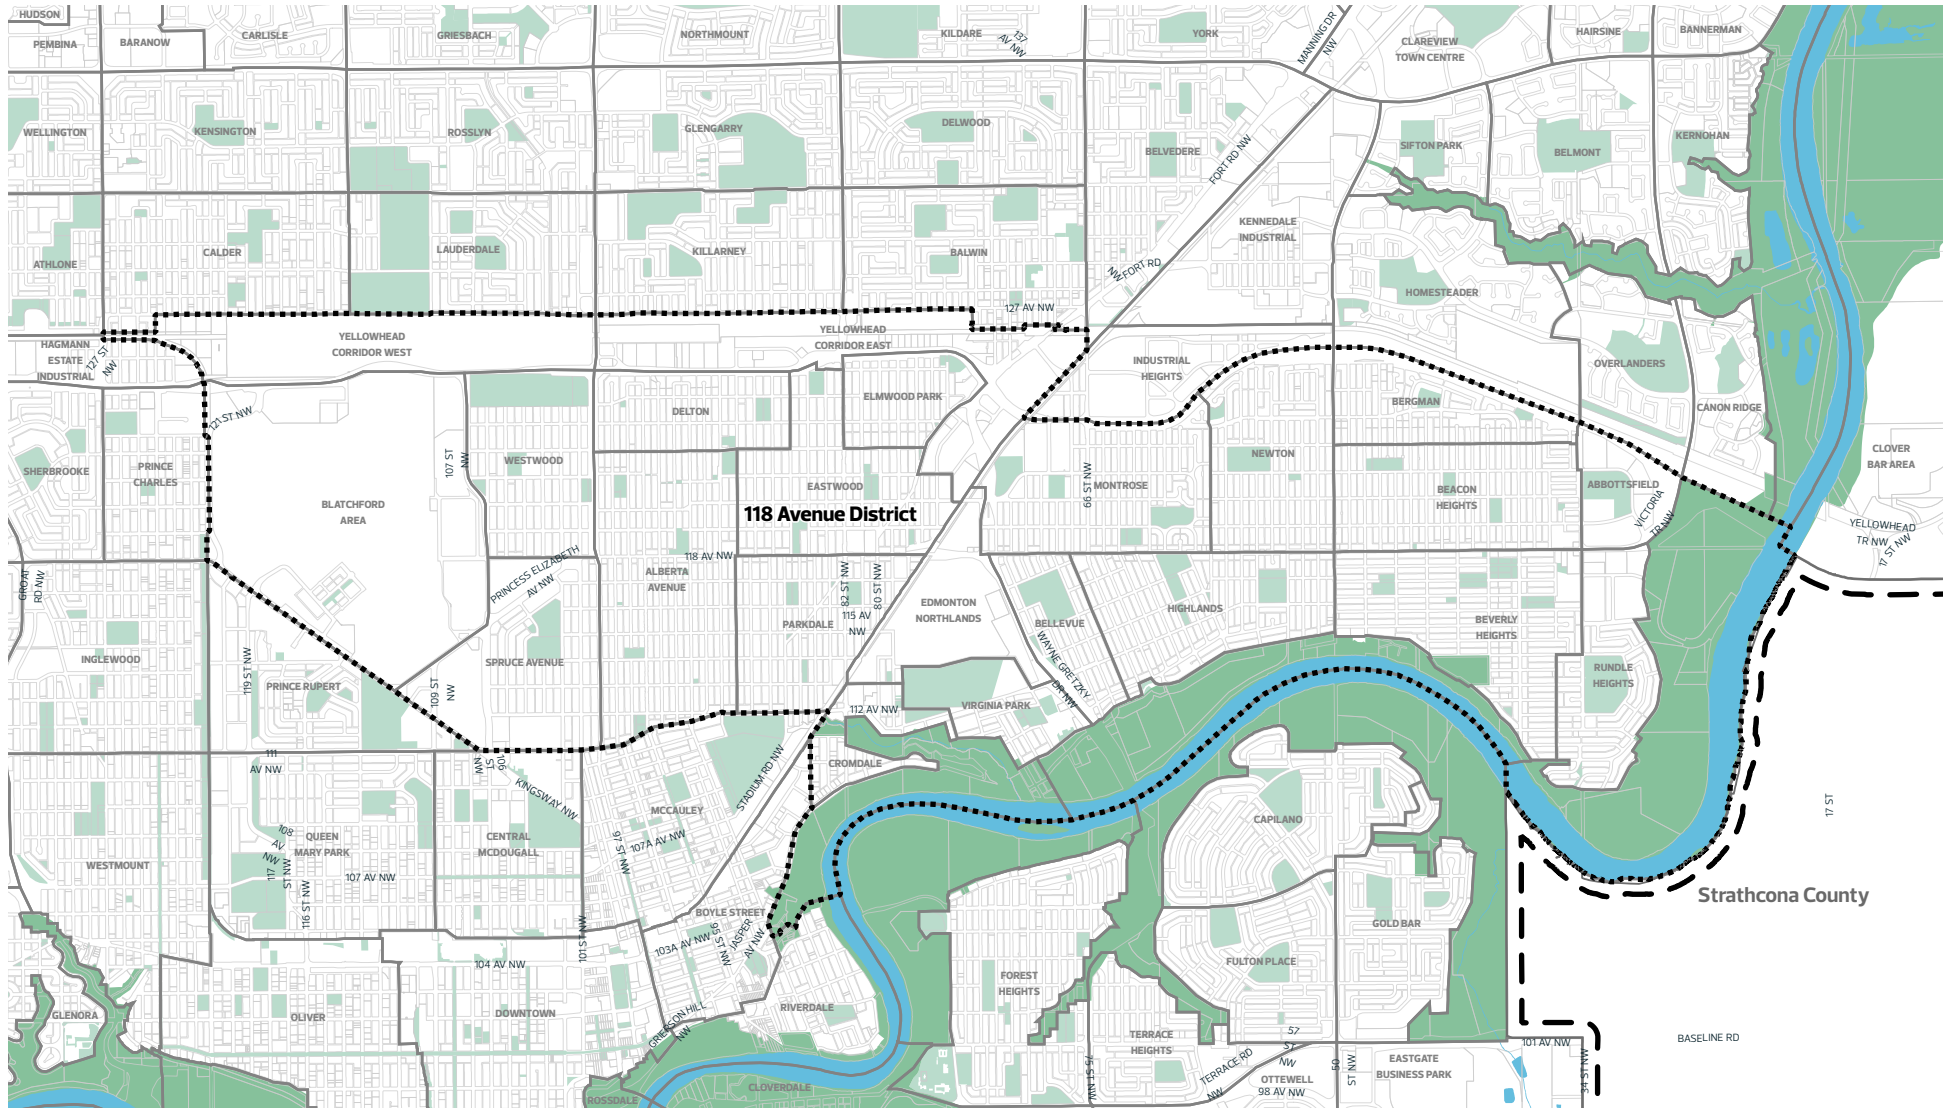 HUDSON
PEMBINA
BARANOW
CARLISLE
GRIESBACH
NORTHMOUNT
KILDARE
137
AV NW
YORK
MANNING DR
NW
CLAREVIEW
TOWN CENTRE
HAIRSINE
BANNERMAN
WELLINGTON
KENSINGTON
ROSSLYN
GLENGARRY
DELWOOD
BELVEDERE
FORT RD NW
SIFTON PARK
BELMONT
KERNOHAN
ATHLONE
CALDER
LAUDERDALE
KILLARNEY
BALWIN
NW FORT RD
KENNEDALE
INDUSTRIAL
HOMESTEADER
127 AV NW
HAGMANN
ESTATE
INDUSTRIAL
127 ST
NW
YELLOWHEAD
CORRIDOR WEST
YELLOWHEAD
CORRIDOR EAST
INDUSTRIAL
HEIGHTS
OVERLANDERS
121 ST NW
DELTON
ELMWOOD PARK
BERGMAN
CANON RIDGE
SHERBROOKE
PRINCE
CHARLES
BLATCHFORD
AREA
107 ST
NW
WESTWOOD
EASTWOOD
66 ST NW
MONTROSE
NEWTON
BEACON
HEIGHTS
ABBOTTSFIELD
VICTORIA
TR NW
CLOVER
BAR AREA
118 Avenue District
YELLOWHEAD
TR NW
17 ST NW
GROAT
RD NW
PRINCESS ELIZABETH
AV NW
118 AV NW
ALBERTA
AVENUE
82 ST NW
80 ST NW
115 AV
NW
PARKDALE
EDMONTON
NORTHLANDS
BELLEVUE
HIGHLANDS
BEVERLY
HEIGHTS
INGLEWOOD
119 ST NW
PRINCE RUPERT
109 ST
NW
SPRUCE AVENUE
WAYNE GRETZKY
DR NW
RUNDLE
HEIGHTS
112 AV NW
VIRGINIA PARK
111
AV NW
106
ST
NW
KINGSWAY NW
STADIUM RD NW
CROMDALE
MCCAULEY
CAPILANO
17 ST
WESTMOUNT
108
AV
NW
QUEEN
MARY PARK
117
ST NW
116 ST NW
107 AV NW
CENTRAL
MCDOUGALL
97 ST NW
107A AV NW
Strathcona County
BOYLE STREET
103A AV NW
95 ST NW
JASPER
AV NW
101 ST NW
GOLD BAR
104 AV NW
FULTON PLACE
FOREST
HEIGHTS
GLENORA
OLIVER
DOWNTOWN
GRIERSON HILL
NW
RIVERDALE
TERRACE
HEIGHTS
57
ST
NW
101 AV NW
BASELINE RD
75 ST NW
TERRACE RD
NW
50
ST NW
EASTGATE
BUSINESS PARK
34 ST NW
OTTEWELL
98 AV NW
CLOVERDALE
ROSSDALE